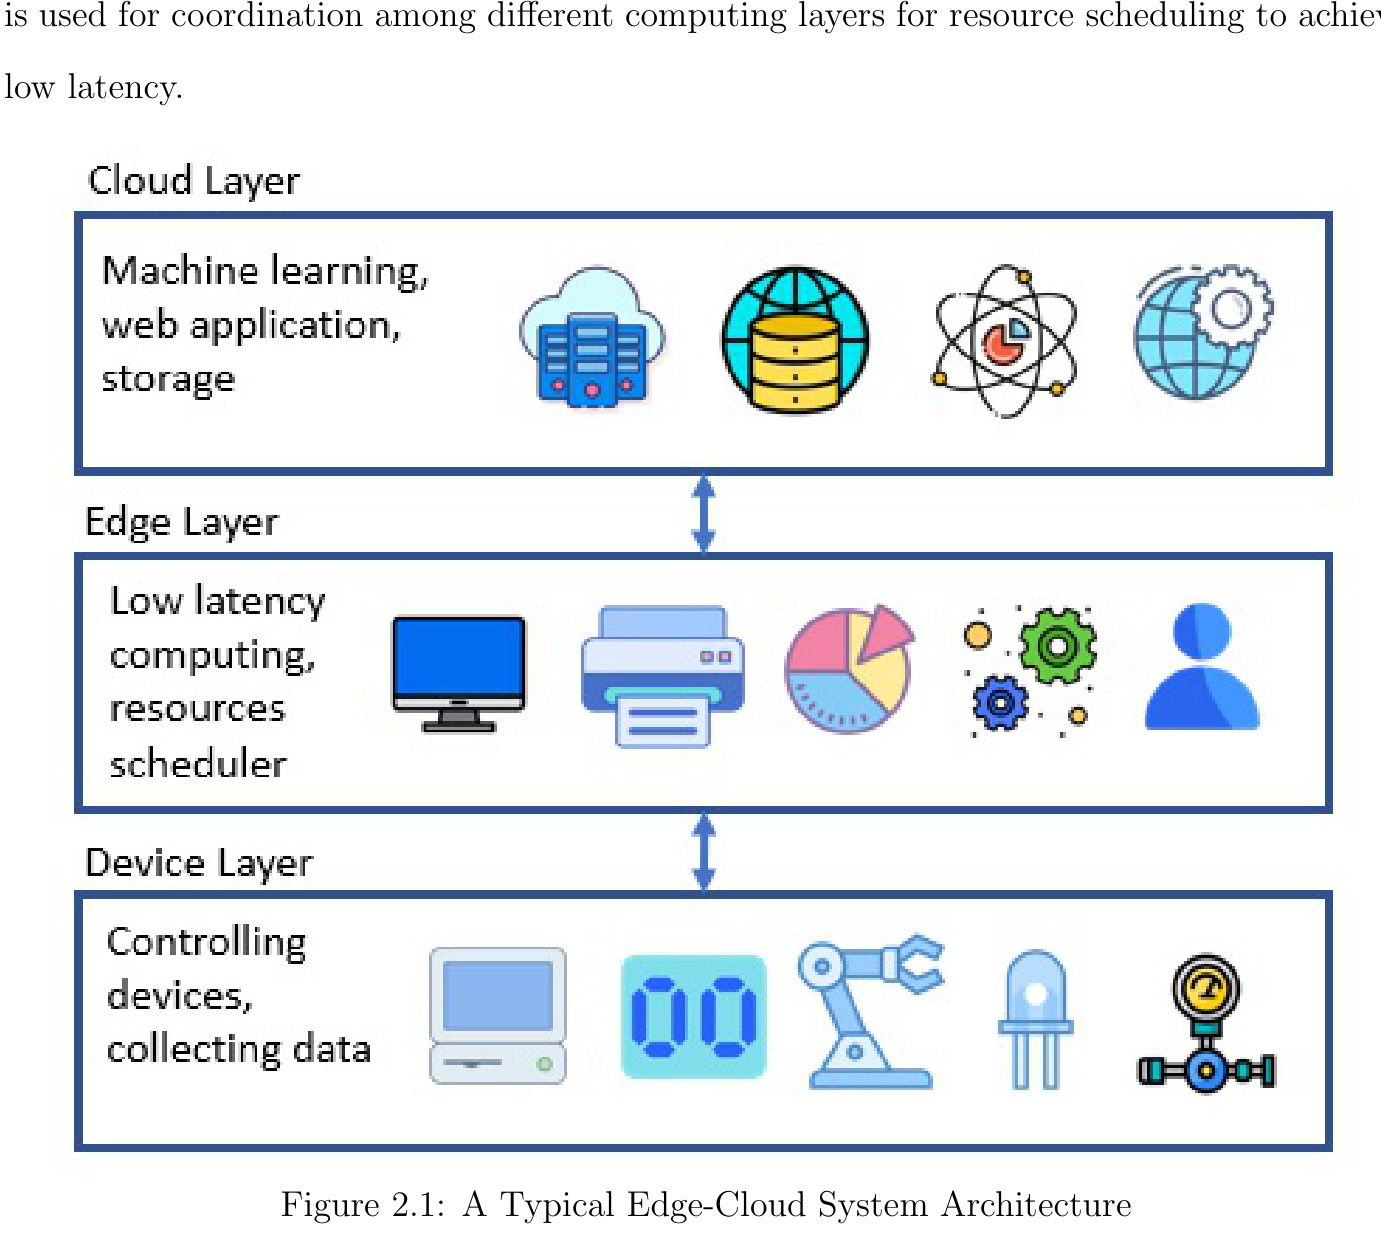 is used for coordination among different computing layers for resource scheduling to
low latency.
Cloud Layer
Machine learning,
web application,
storage
Edge Layer
Low latency
computing,
resources
scheduler
Device Layer
Controlling
devices,
collecting data
00
Figure 2.1: A Typical Edge-Cloud System Architecture